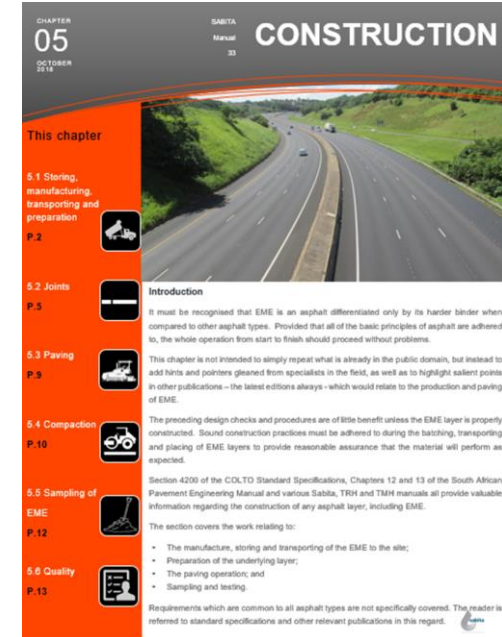 CHAPTER
05
OCTOBER
2018
SABITA
Manual
33
CONSTRUCTION
This chapter
5.1 Storing,
manufacturing,
transporting and
preparation
P.2
5.2 Joints
P.5
5.3 Paving
P.9
5.4 Compaction
P.10
5.5 Sampling of
EME
P.12
5.6 Quality
P.13
Introduction
It must be recognised that EME is an asphalt differentiated only by its harder binder when
compared to other asphalt types. Provided that all of the basic principles of asphalt are adhered
to, the whole operation from start to finish should proceed without problems.
This chapter is not intended to simply repeat what is already in the public domain, but instead to
add hints and pointers gleaned from specialists in the field, as well as to highlight salient points
in other publications – the latest editions always - which would relate to the production and paving
of EME.
The preceding design checks and procedures are of little benefit unless the EME layer is properly
constructed. Sound construction practices must be adhered to during the batching, transporting
and placing of EME layers to provide reasonable assurance that the material will perform as
expected.
Section 4200 of the COLTO Standard Specifications, Chapters 12 and 13 of the South African
Pavement Engineering Manual and various Sabita, TRH and TMH manuals all provide valuable
information regarding the construction of any asphalt layer, including EME.
The section covers the work relating to:
• The manufacture, storing and transporting of the EME to the site;
• Preparation of the underlying layer;
• The paving operation; and
• Sampling and testing.
Requirements which are common to all asphalt types are not specifically covered. The reader is
referred to standard specifications and other relevant publications in this regard.
sabita